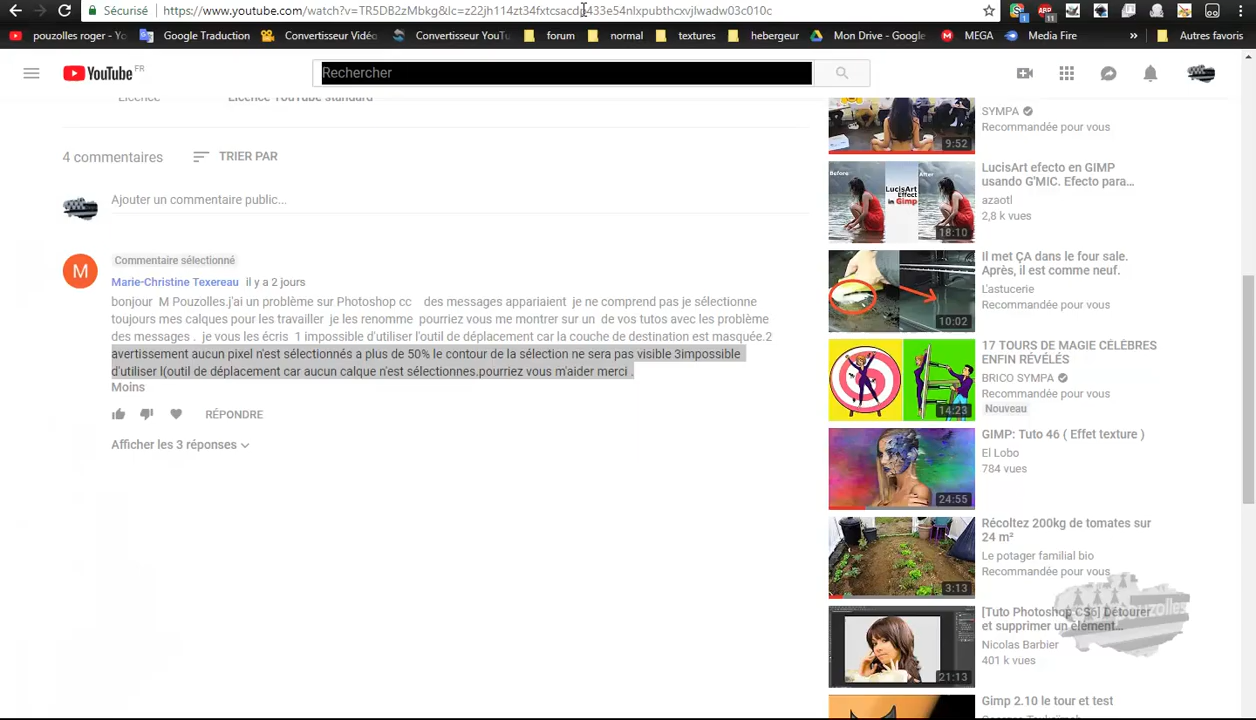 Sécurisé
https://www.youtube.com/watch?v=TR5DB2zMbkg&lc=z22jh114zt34fxtcsacdp433e54nlxpubthcxvjlwadw03c010c
1
11
pouzolles roger - Yo
Google Traduction
Convertisseur Vidéo
Convertisseur YouTu
forum
normal
textures
hebergeur
Mon Drive - Google
MEGA
Media Fire
»
Autres favoris
YouTube FR
Rechercher
Licence
Licence YouTube standard
4 commentaires
TRIER PAR
Ajouter un commentaire public...
M
Commentaire sélectionné
Marie-Christine Texereau il y a 2 jours
bonjour M Pouzolles.j'ai un problème sur Photoshop cc des messages appariaient je ne comprend pas je sélectionne
toujours mes calques pour les travailler je les renomme pourriez vous me montrer sur un de vos tutos avec les problème
des messages . je vous les écris 1 impossible d'utiliser l'outil de déplacement car la couche de destination est masquée.2
avertissement aucun pixel n'est sélectionnés a plus de 50% le contour de la sélection ne sera pas visible 3impossible
d'utiliser l(outil de déplacement car aucun calque n'est sélectionnes.pourriez vous m'aider merci .
Moins
RÉPONDRE
Afficher les 3 réponses
9:52
SYMPA
Recommandée pour vous
Before
After
LucisArt
Effect
in Gimp
18:10
LucisArt efecto en GIMP
usando G'MIC. Efecto para...
azaotl
2,8 k vues
10:02
Il met ÇA dans le four sale.
Après, il est comme neuf.
L'astucerie
Recommandée pour vous
14:23
17 TOURS DE MAGIE CÉLÈBRES
ENFIN RÉVÉLÉS
BRICO SYMPA
Recommandée pour vous
Nouveau
24:55
GIMP: Tuto 46 ( Effet texture )
El Lobo
784 vues
3:13
Récoltez 200kg de tomates sur
24 m²
Le potager familial bio
Recommandée pour vous
21:13
[Tuto Photoshop CS6] Détourer
et supprimer un élément...
Nicolas Barbier
401 k vues
Gimp 2.10 le tour et test